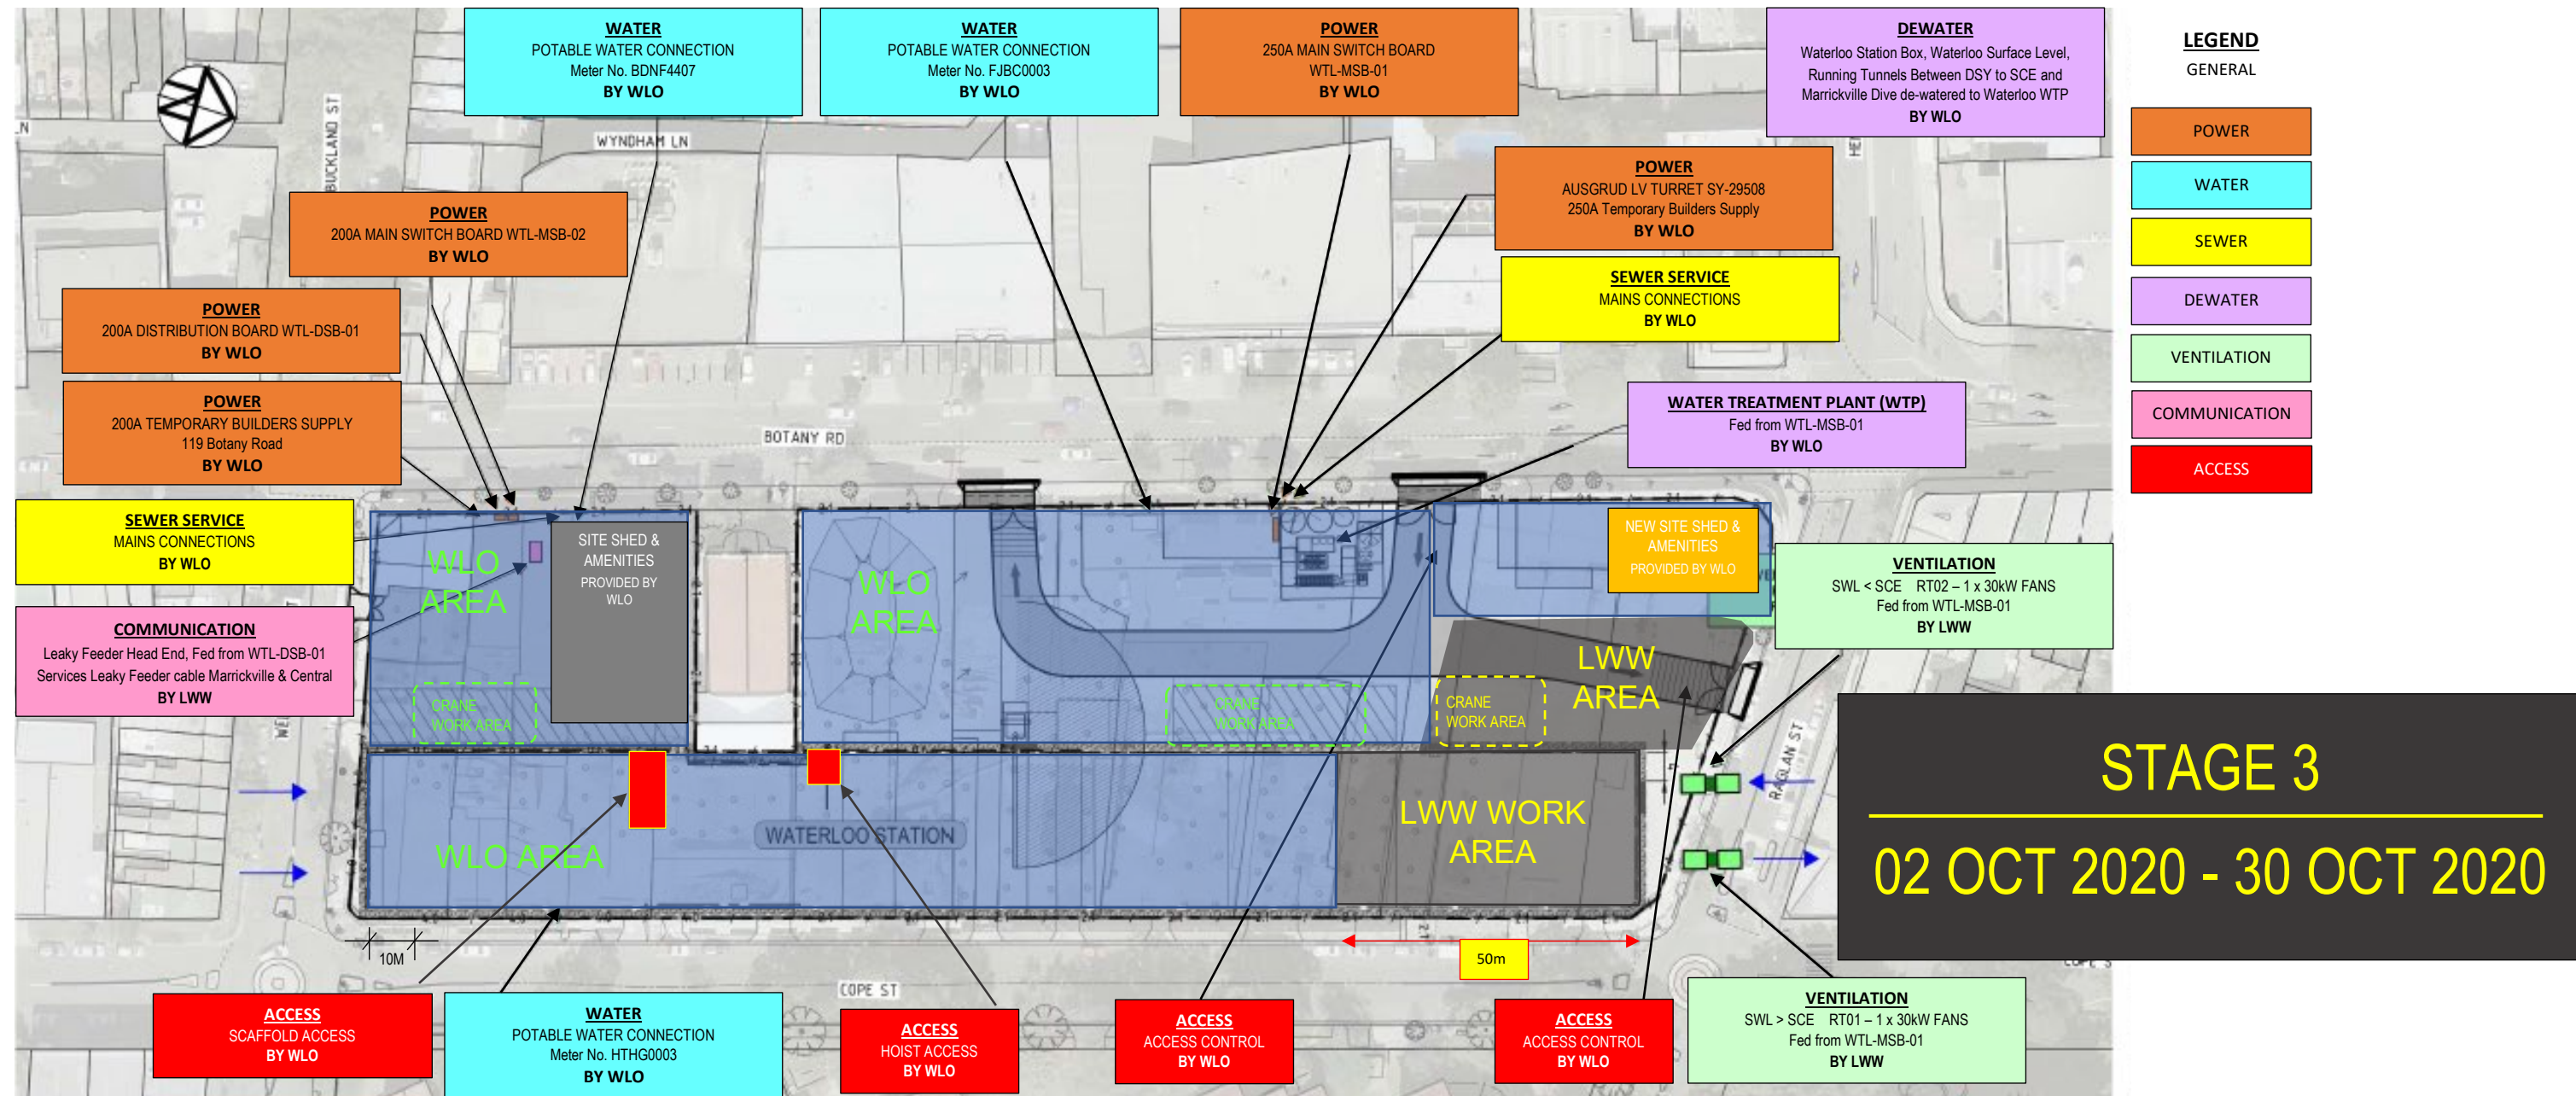 WATER
POTABLE WATER CONNECTION
Meter No. BDNF4407
BY WLO
WATER
POTABLE WATER CONNECTION
Meter No. FJBC0003
BY WLO
POWER
250A MAIN SWITCH BOARD
WTL-MSB-01
BY WLO
DEWATER
Waterloo Station Box, Waterloo Surface Level,
Running Tunnels Between DSY to SCE and
Marrickville Dive de-watered to Waterloo WTP
BY WLO
LEGEND
GENERAL
POWER
WATER
SEWER
DEWATER
VENTILATION
COMMUNICATION
ACCESS
LN
BUCKLAND ST
WYNDHAM LN
HE
POWER
AUSGRUD LV TURRET SY-29508
250A Temporary Builders Supply
BY WLO
POWER
200A MAIN SWITCH BOARD WTL-MSB-02
BY WLO
SEWER SERVICE
MAINS CONNECTIONS
BY WLO
POWER
200A DISTRIBUTION BOARD WTL-DSB-01
BY WLO
POWER
200A TEMPORARY BUILDERS SUPPLY
119 Botany Road
BY WLO
WATER TREATMENT PLANT (WTP)
Fed from WTL-MSB-01
BY WLO
BOTANY RD
SEWER SERVICE
MAINS CONNECTIONS
BY WLO
COMMUNICATION
Leaky Feeder Head End, Fed from WTL-DSB-01
Services Leaky Feeder cable Marrickville & Central
BY LWW
WLO
AREA
SITE SHED &
AMENITIES
PROVIDED BY
WLO
WLO
AREA
NEW SITE SHED &
AMENITIES
PROVIDED BY WLO
VENTILATION
SWL < SCE RT02 – 1 x 30kW FANS
Fed from WTL-MSB-01
BY LWW
LWW
AREA
CRANE
WORK AREA
CRANE
WORK AREA
CRANE
WORK AREA
RAGLAN ST
STAGE 3
02 OCT 2020 - 30 OCT 2020
WLO AREA
WATERLOO STATION
LWW WORK
AREA
10M
50m
COPE ST
COPE S
ACCESS
SCAFFOLD ACCESS
BY WLO
WATER
POTABLE WATER CONNECTION
Meter No. HTHG0003
BY WLO
ACCESS
HOIST ACCESS
BY WLO
ACCESS
ACCESS CONTROL
BY WLO
ACCESS
ACCESS CONTROL
BY WLO
VENTILATION
SWL > SCE RT01 – 1 x 30kW FANS
Fed from WTL-MSB-01
BY LWW